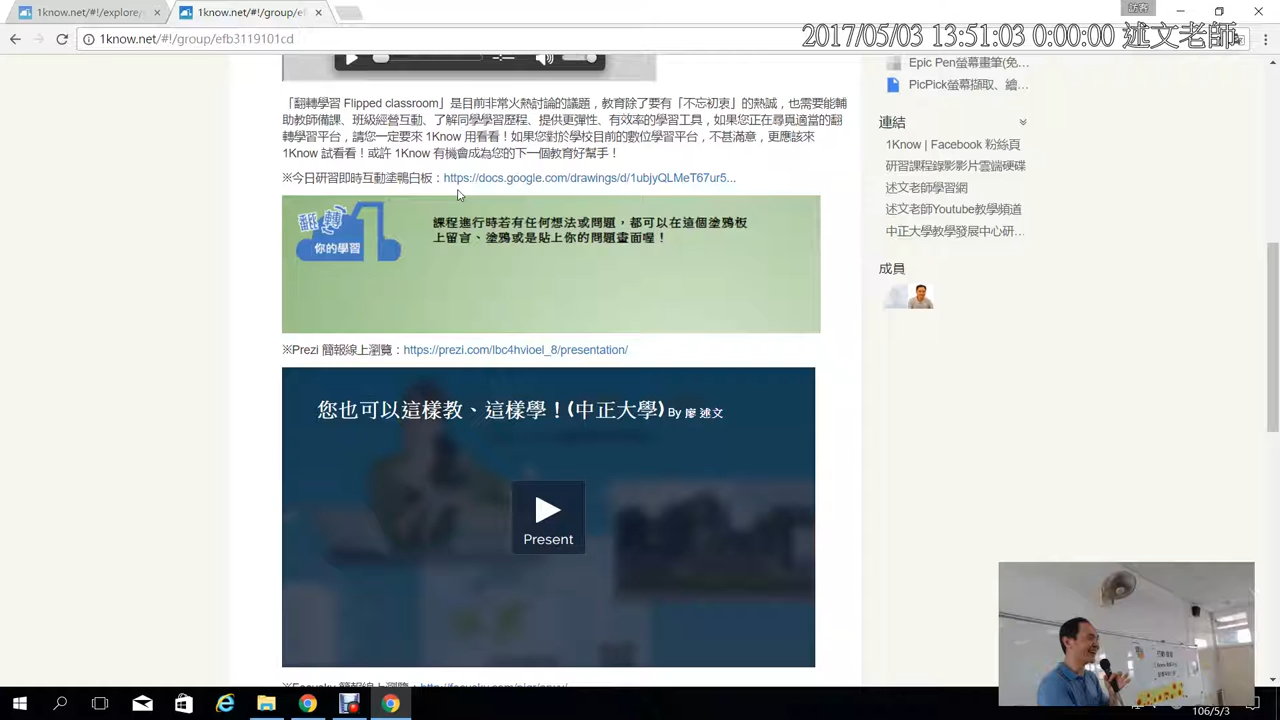 1know.net/#!/explore/
1know.net/#!/group/ef
訪客
1know.net/#!/group/efb3119101cd
2017/05/03 13:51:03 0:00:00 述文老師
Epic Pen螢幕畫筆(免...
PicPick螢幕擷取、繪...
「翻轉學習 Flipped classroom」是目前非常火熱討論的議題，教育除了要有「不忘初衷」的熱誠，也需要能輔
助教師備課、班級經營互動、了解同學學習歷程、提供更彈性、有效率的學習工具，如果您正在尋覓適當的翻
轉學習平台，請您一定要來 1Know 用看看！如果您對於學校目前的數位學習平台，不甚滿意，更應該來
1Know 試看看！或許 1Know 有機會成為您的下一個教育好幫手！
※今日研習即時互動塗鴨白板：https://docs.google.com/drawings/d/1ubjyQLMeT67ur5...
翻轉
你的學習
課程進行時若有任何想法或問題，都可以在這個塗鴉板
上留言、塗鴉或是貼上你的問題畫面喔！
※Prezi 簡報線上瀏覽：https://prezi.com/lbc4hvioel_8/presentation/
您也可以這樣教、這樣學！(中正大學) By 廖 述文
Present
連結
1Know | Facebook 粉絲頁
研習課程錄影影片雲端硬碟
述文老師學習網
述文老師Youtube教學頻道
中正大學教學發展中心研...
成員
106/5/3